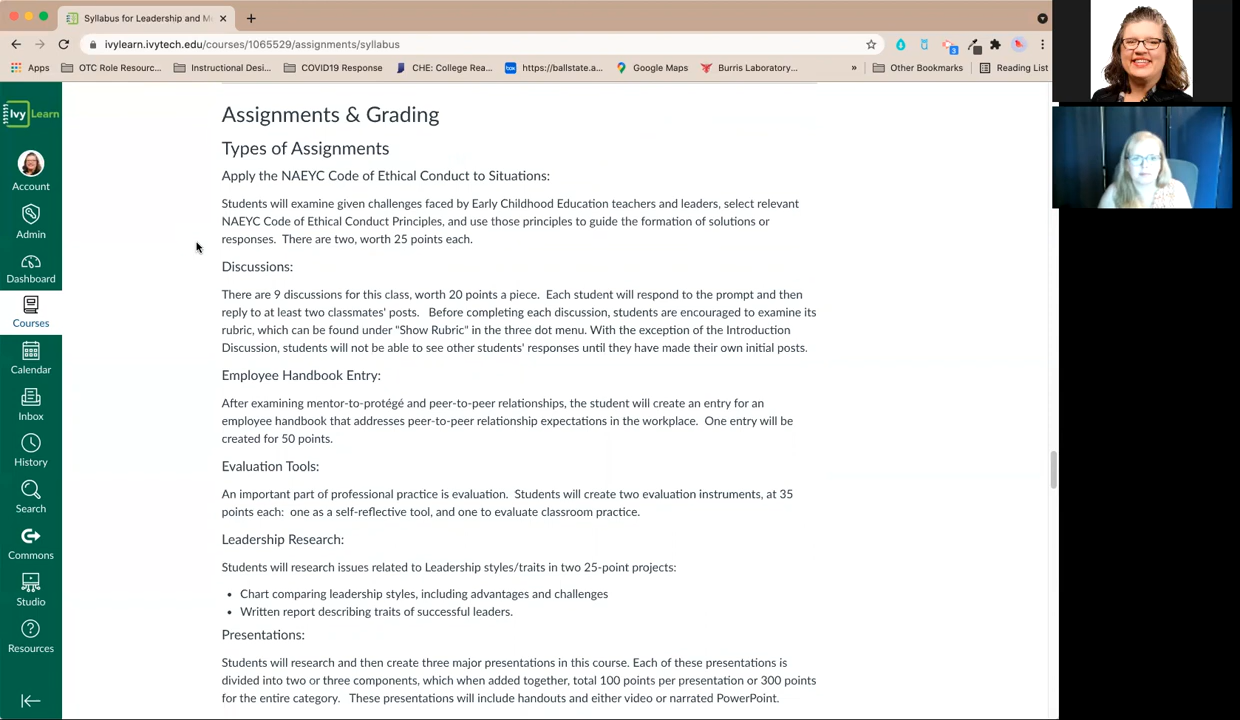 Syllabus for Leadership and M
ivylearn.ivytech.edu/courses/1065529/assignments/syllabus
3
Apps
OTC Role Resourc...
Instructional Desi...
COVID19 Response
CHE: College Rea...
https://ballstate.a...
Google Maps
Burris Laboratory...
»
Other Bookmarks
Reading List
Ivy Learn
Account
Admin
Dashboard
Courses
Calendar
Inbox
History
Search
Commons
Studio
Resources
Assignments & Grading
Types of Assignments
Apply the NAEYC Code of Ethical Conduct to Situations:
Students will examine given challenges faced by Early Childhood Education teachers and leaders, select relevant
NAEYC Code of Ethical Conduct Principles, and use those principles to guide the formation of solutions or
responses.  There are two, worth 25 points each.
Discussions:
There are 9 discussions for this class, worth 20 points a piece.  Each student will respond to the prompt and then
reply to at least two classmates' posts.   Before completing each discussion, students are encouraged to examine its
rubric, which can be found under "Show Rubric" in the three dot menu. With the exception of the Introduction
Discussion, students will not be able to see other students' responses until they have made their own initial posts.
Employee Handbook Entry:
After examining mentor-to-protégé and peer-to-peer relationships, the student will create an entry for an
employee handbook that addresses peer-to-peer relationship expectations in the workplace.  One entry will be
created for 50 points.
Evaluation Tools:
An important part of professional practice is evaluation.  Students will create two evaluation instruments, at 35
points each:  one as a self-reflective tool, and one to evaluate classroom practice.
Leadership Research:
Students will research issues related to Leadership styles/traits in two 25-point projects:
• Chart comparing leadership styles, including advantages and challenges
• Written report describing traits of successful leaders.
Presentations:
Students will research and then create three major presentations in this course. Each of these presentations is
divided into two or three components, which when added together, total 100 points per presentation or 300 points
for the entire category.   These presentations will include handouts and either video or narrated PowerPoint.